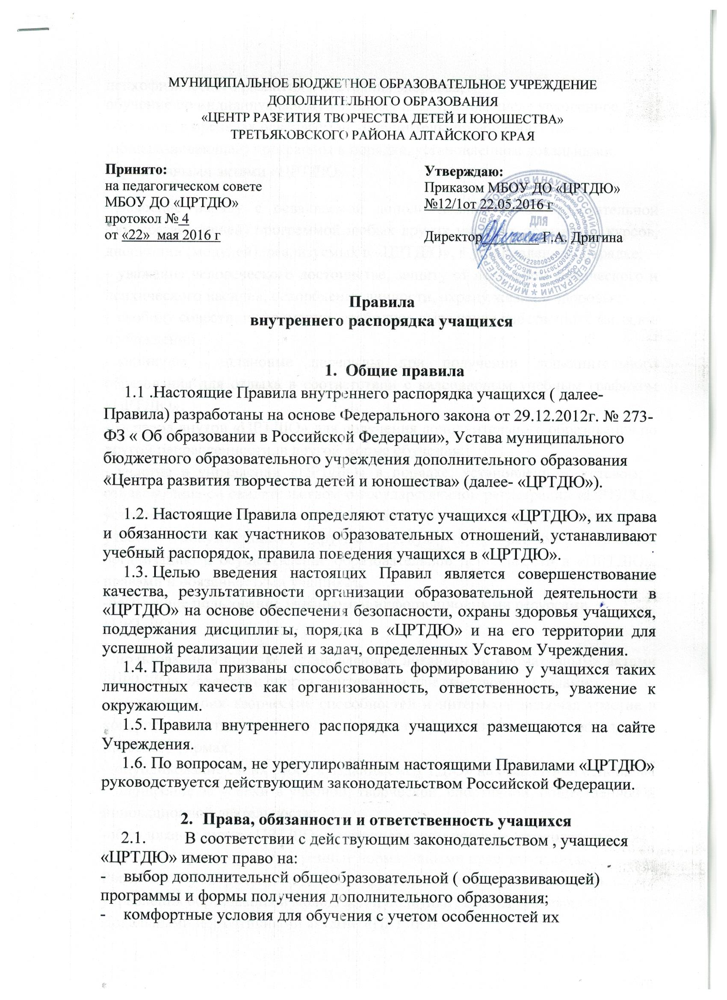 МУНИЦИПАЛЬНОЕ БЮДЖЕТНОЕ ОБРАЗОВАТЕЛЬНОЕ УЧРЕЖДЕНИЕ
ДОПОЛНИТЕЛЬНОГО ОБРАЗОВАНИЯ
«ЦЕНТР РАЗВИТИЯ ТВОРЧЕСТВА ДЕТЕЙ И ЮНОШЕСТВА»
ТРЕТЬЯКОВСКОГО РАЙОНА АЛТАЙСКОГО КРАЯ
Принято:
на педагогическом совете
МБОУ ДО «ЦРТДЮ»
протокол № 4
от «22» мая 2016 г
Утверждаю:
Приказом МБОУ ДО «ЦРТДЮ»
№12/1от 22.05.2016 г
Директор Г.А. Дригина
ДЛЯ
ДОКУМЕНТОВ
ИНН 2280003630
Правила
внутреннего распорядка учащихся
1. Общие правила
1.1 .Настоящие Правила внутреннего распорядка учащихся ( далее-
Правила) разработаны на основе Федерального закона от 29.12.2012г. № 273-
ФЗ « Об образовании в Российской Федерации», Устава муниципального
бюджетного образовательного учреждения дополнительного образования
«Центра развития творчества детей и юношества» (далее- «ЦРТДЮ»).
1.2. Настоящие Правила определяют статус учащихся «ЦРТДЮ», их права
и обязанности как участников образовательных отношений, устанавливают
учебный распорядок, правила поведения учащихся в «ЦРТДЮ».
1.3. Целью введения настоящих Правил является совершенствование
качества, результативности организации образовательной деятельности в
«ЦРТДЮ» на основе обеспечения безопасности, охраны здоровья учащихся,
поддержания дисциплины, порядка в «ЦРТДЮ» и на его территории для
успешной реализации целей и задач, определенных Уставом Учреждения.
1.4. Правила призваны способствовать формированию у учащихся таких
личностных качеств как организованность, ответственность, уважение к
окружающим.
1.5. Правила внутреннего распорядка учащихся размещаются на сайте
Учреждения.
1.6. По вопросам, не урегулированным настоящими Правилами «ЦРТДЮ»
руководствуется действующим законодательством Российской Федерации.
2. Права, обязанности и ответственность учащихся
2.1. В соответствии с действующим законодательством , учащиеся
«ЦРТДЮ» имеют право на:
- выбор дополнительной общеобразовательной ( общеразвивающей)
программы и формы получения дополнительного образования;
- комфортные условия для обучения с учетом особенностей их